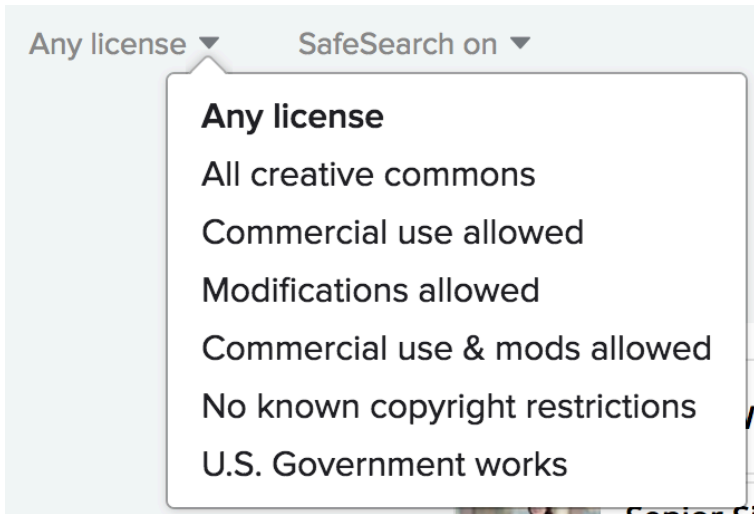 Any license ▼ SafeSearch on ▼
Any license
All creative commons
Commercial use allowed
Modifications allowed
Commercial use & mods allowed
No known copyright restrictions
U.S. Government works